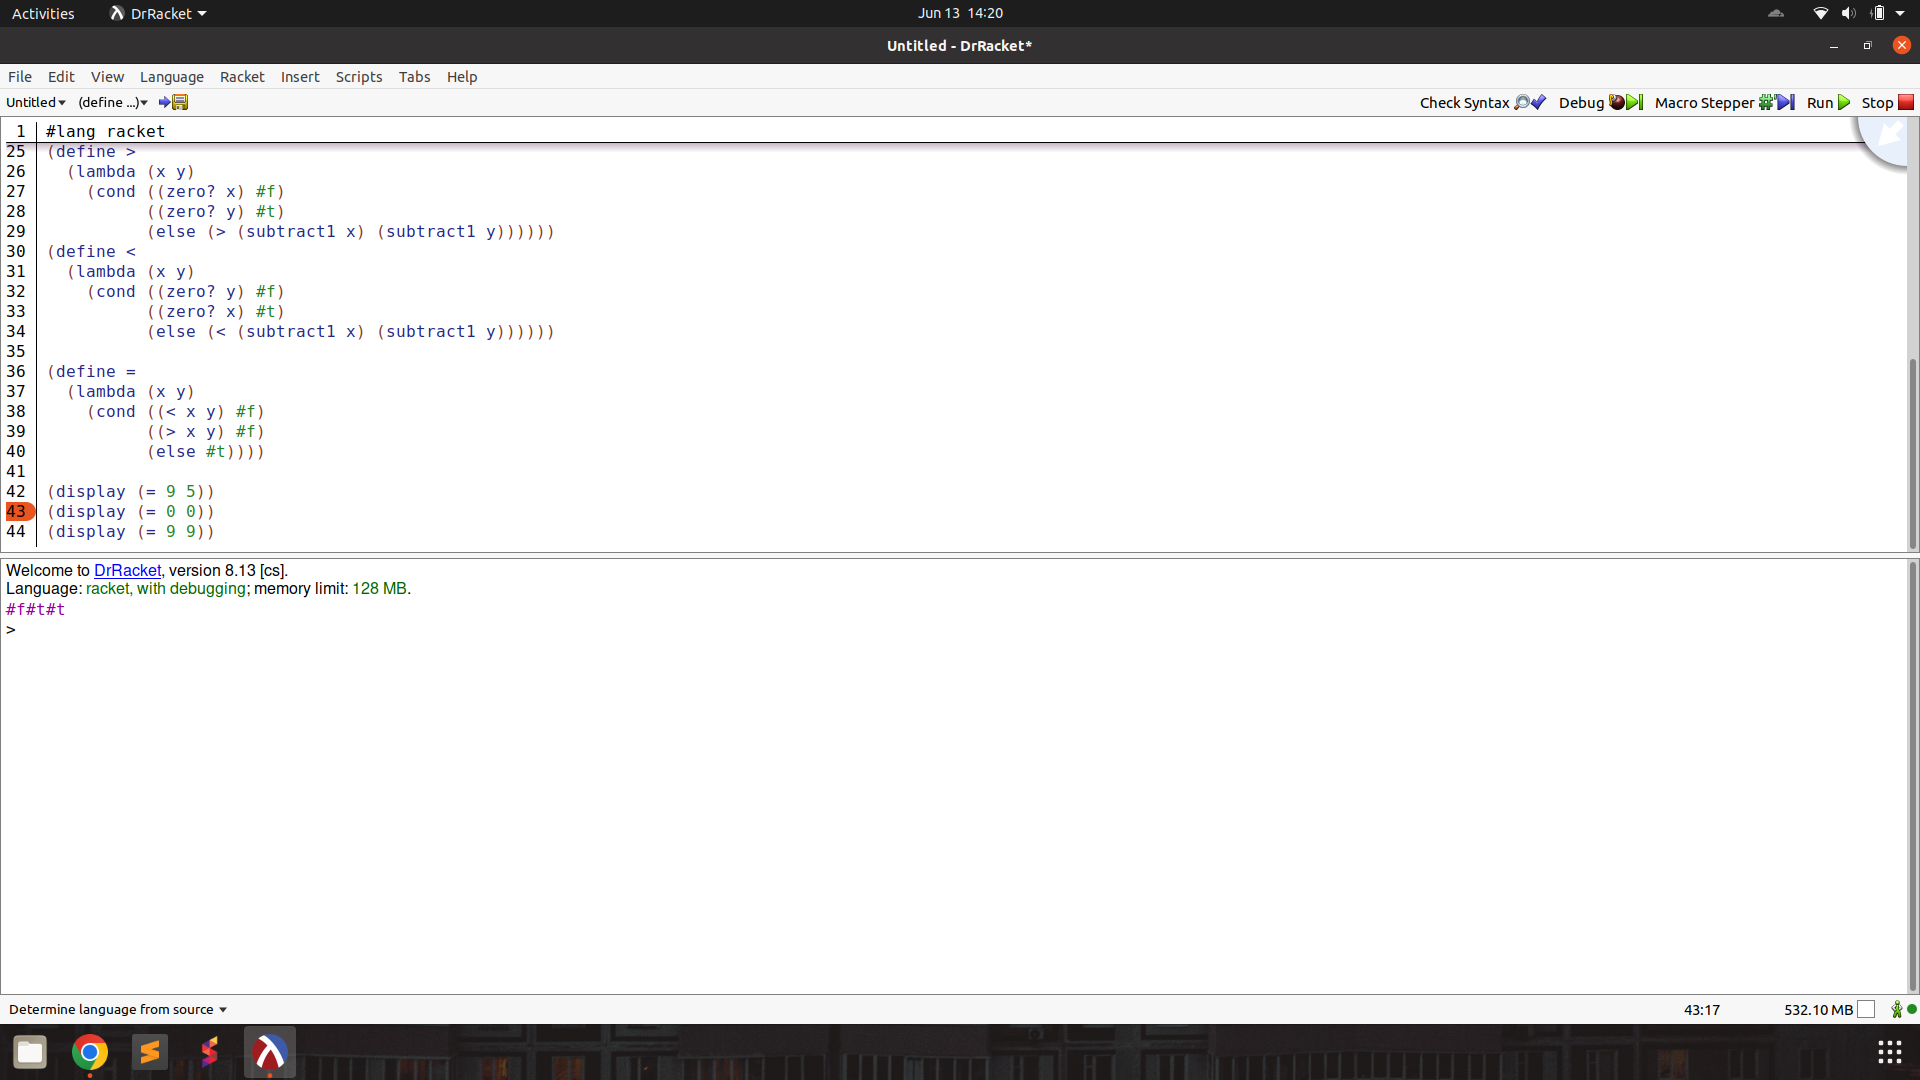 Activities DrRacket Jun 13 14:20
Untitled - DrRacket*
File Edit View Language Racket Insert Scripts Tabs Help
Untitled (define ...) Check Syntax Debug Macro Stepper Run Stop
1 #lang racket
25 (define >
26 (lambda (x y)
27 (cond ((zero? x) #f)
28 ((zero? y) #t)
29 (else (> (subtract1 x) (subtract1 y))))))
30 (define <
31 (lambda (x y)
32 (cond ((zero? y) #f)
33 ((zero? x) #t)
34 (else (< (subtract1 x) (subtract1 y))))))
35
36 (define =
37 (lambda (x y)
38 (cond ((< x y) #f)
39 ((> x y) #f)
40 (else #t))))
41
42 (display (= 9 5))
43 (display (= 0 0))
44 (display (= 9 9))
Welcome to DrRacket, version 8.13 [cs].
Language: racket, with debugging; memory limit: 128 MB.
#f#t#t
>
Determine language from source 43:17 532.10 MB